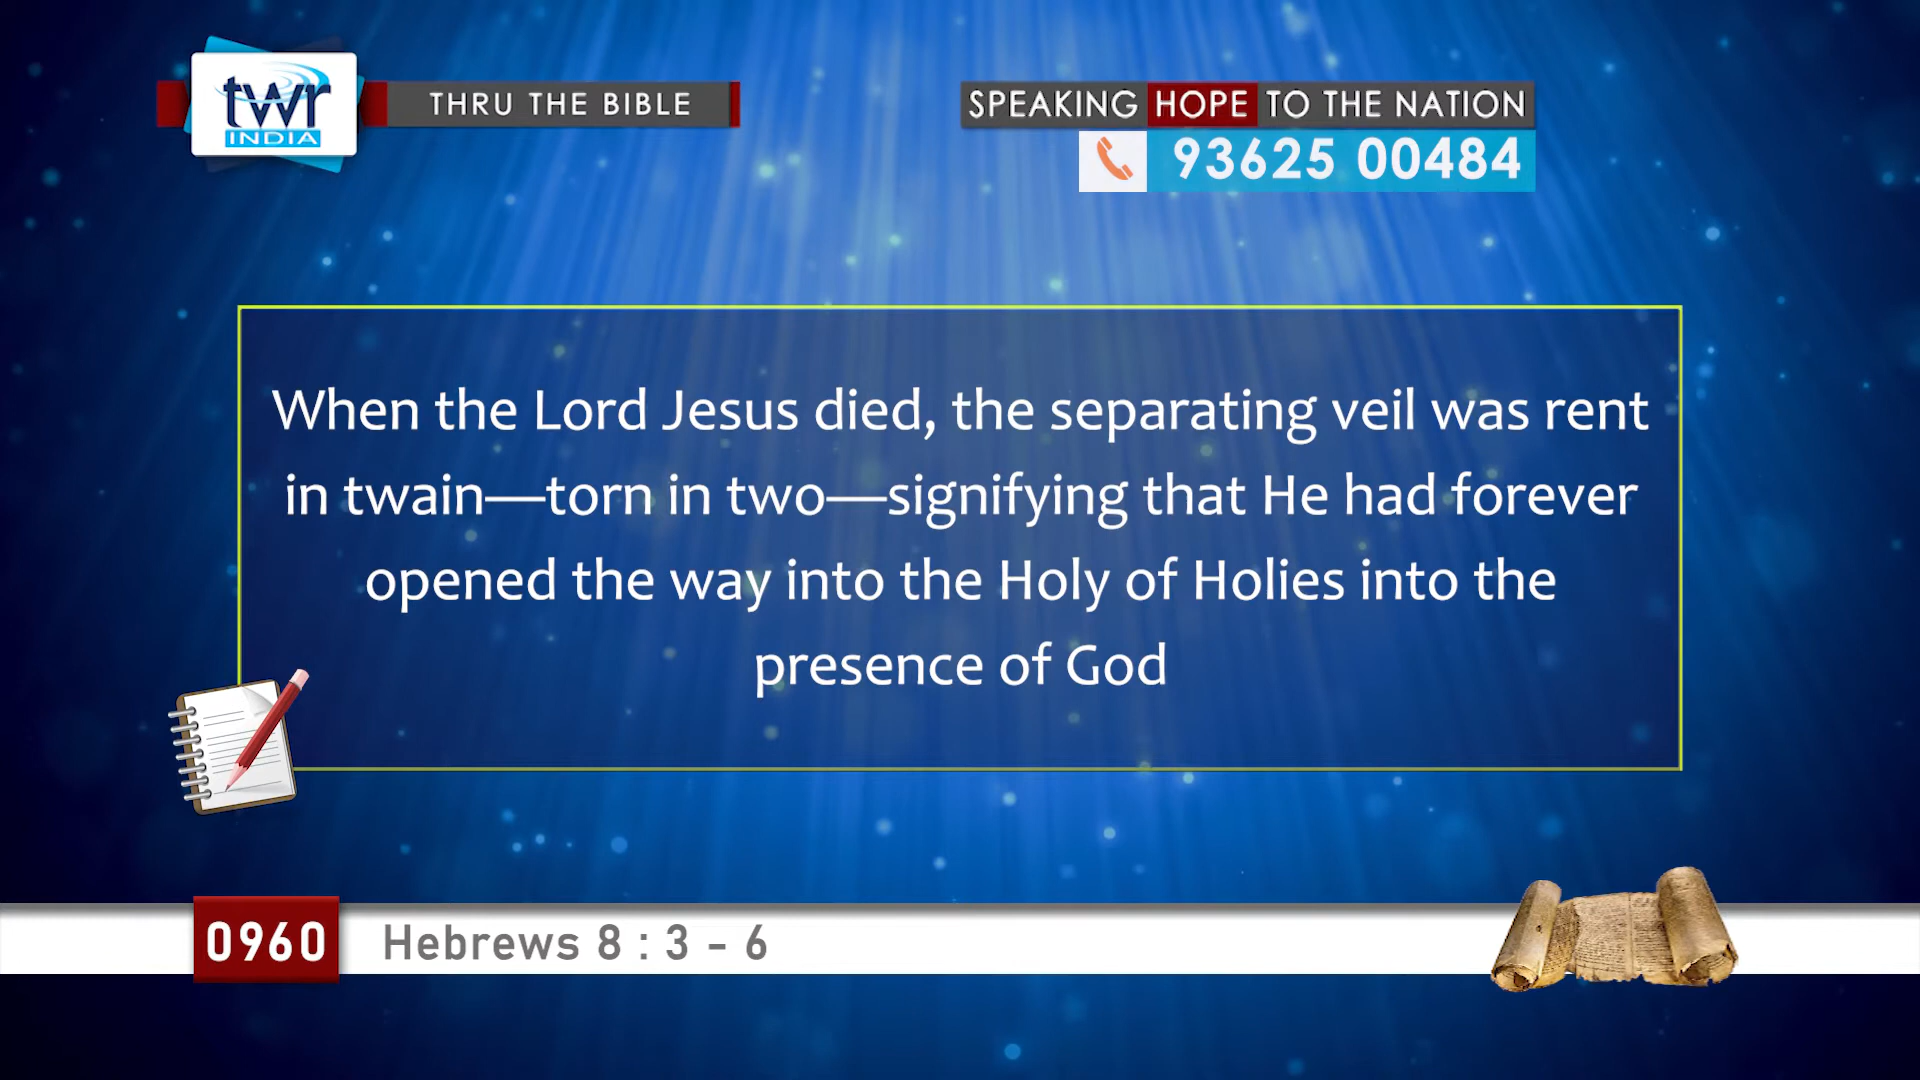 twr
INDIA
THRU THE BIBLE
SPEAKING HOPE TO THE NATION
93625 00484
When the Lord Jesus died, the separating veil was rent
in twain—torn in two—signifying that He had forever
opened the way into the Holy of Holies into the
presence of God
0960
Hebrews 8 : 3 - 6